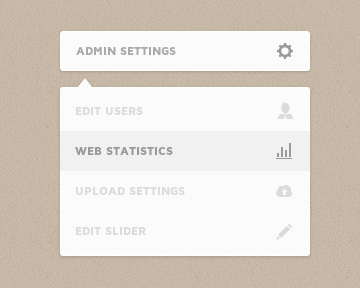 ADMIN SETTINGS
EDIT USERS
WEB STATISTICS
UPLOAD SETTINGS
EDIT SLIDER